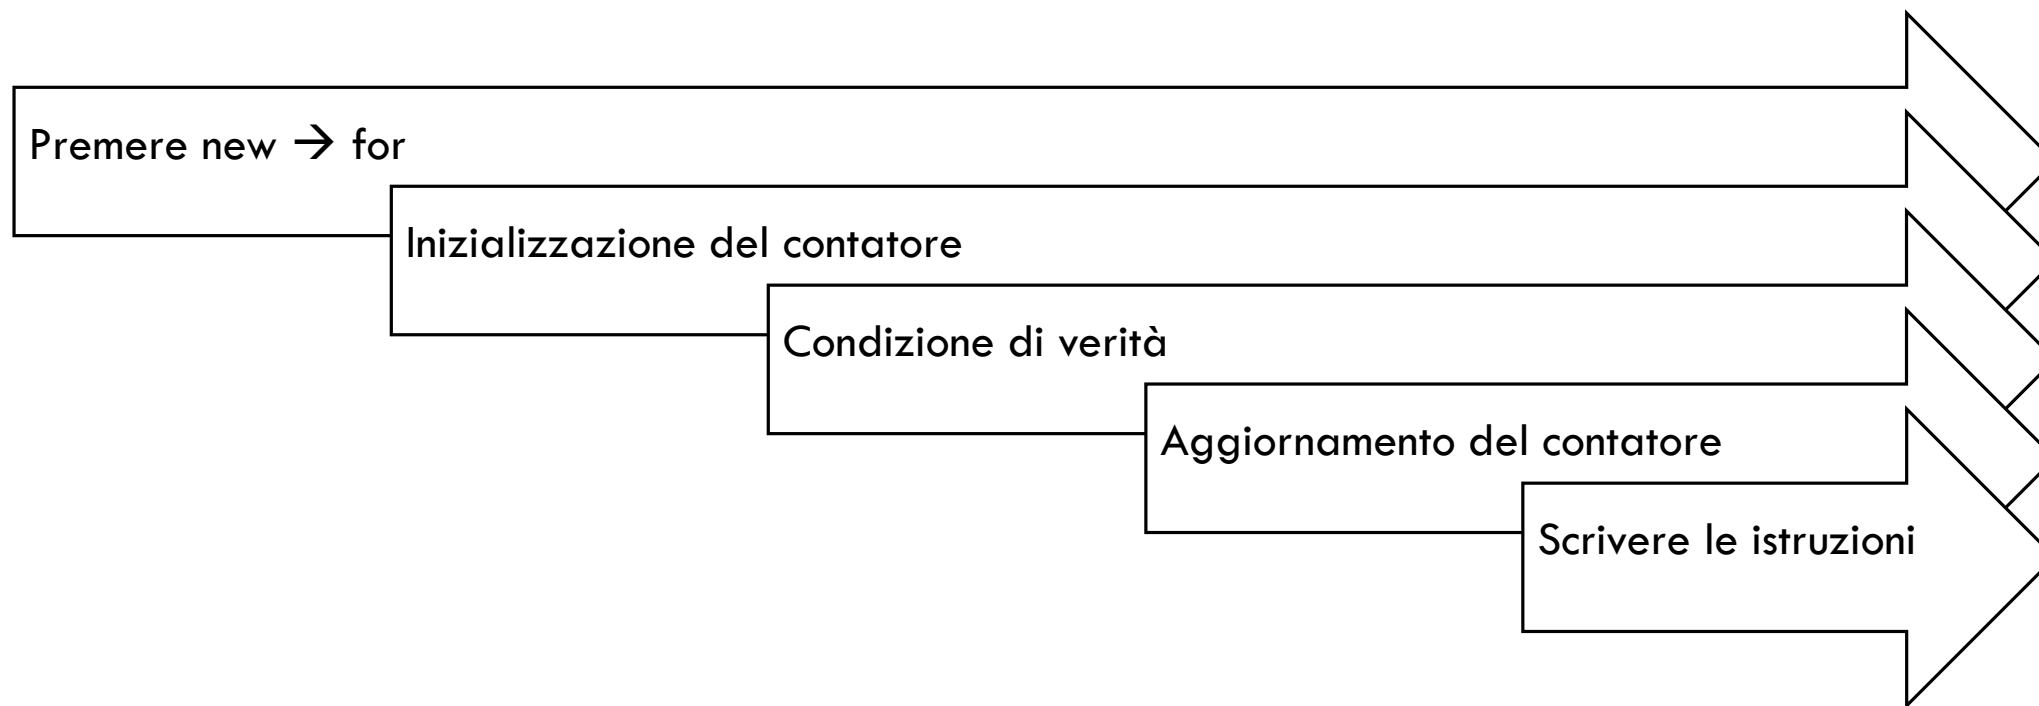 Premere new → for
Inizializzazione del contatore
Condizione di verità
Aggiornamento del contatore
Scrivere le istruzioni